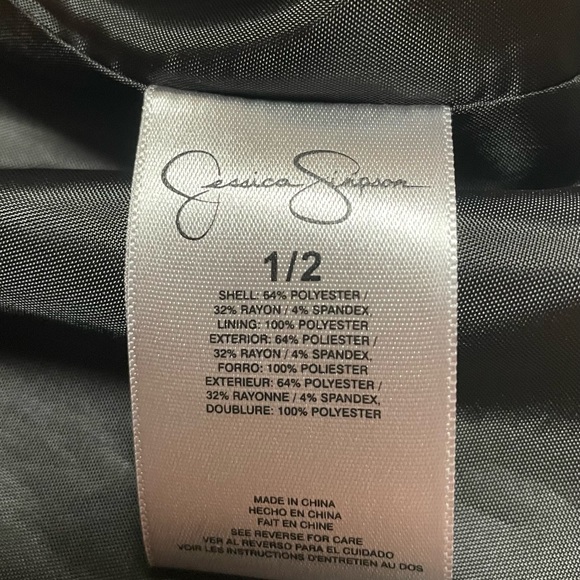 Jessica Simpson
1/2
SHELL: 64% POLYESTER /
32% RAYON / 4% SPANDEX,
LINING: 100% POLYESTER
EXTERIOR: 64% POLIESTER /
32% RAYON / 4% SPANDEX,
FORRO: 100% POLIESTER
EXTERIEUR: 64% POLYESTER /
32% RAYONNE / 4% SPANDEX,
DOUBLURE: 100% POLYESTER
MADE IN CHINA
HECHO EN CHINA
FAIT EN CHINE
SEE REVERSE FOR CARE
VER AL REVERSO PARA EL CUIDADO
VOIR LES INSTRUCTIONS D'ENTRETIEN AU DOS